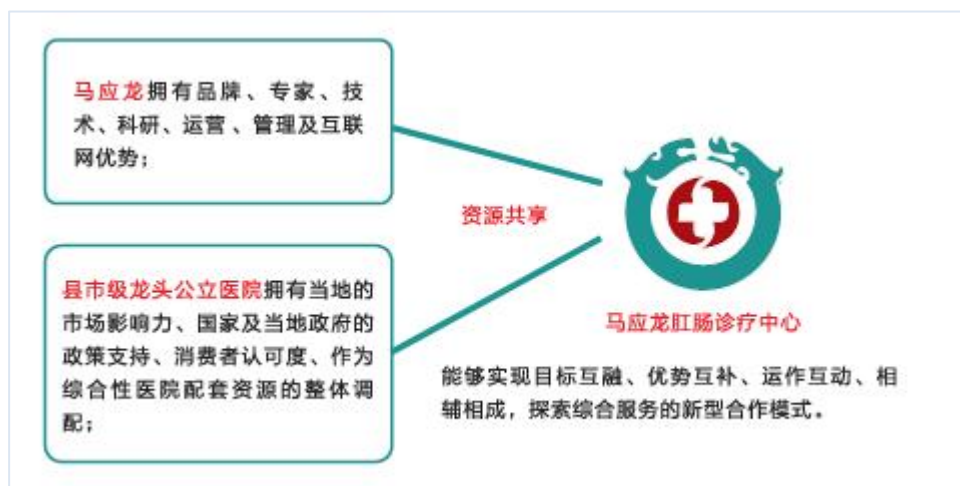 马应龙拥有品牌、专家、技
术、科研、运营、管理及互联
网优势；
资源共享
县市级龙头公立医院拥有当地的
市场影响力、国家及当地政府的
政策支持、消费者认可度、作为
综合性医院配套资源的整体调
配；
马应龙肛肠诊疗中心
能够实现目标互融、优势互补、运作互动、相
辅相成，探索综合服务的新型合作模式。